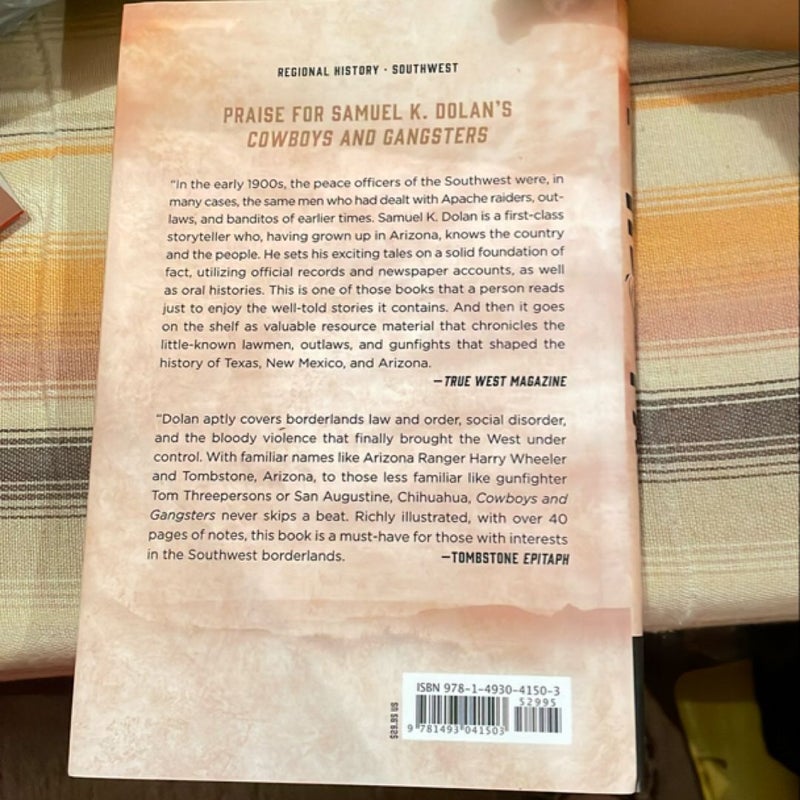 REGIONAL HISTORY · SOUTHWEST
PRAISE FOR SAMUEL K. DOLAN'S
COWBOYS AND GANGSTERS
"In the early 1900s, the peace officers of the Southwest were, in
many cases, the same men who had dealt with Apache raiders, out-
laws, and banditos of earlier times. Samuel K. Dolan is a first-class
storyteller who, having grown up in Arizona, knows the country
and the people. He sets his exciting tales on a solid foundation of
fact, utilizing official records and newspaper accounts, as well
as oral histories. This is one of those books that a person reads
just to enjoy the well-told stories it contains. And then it goes
on the shelf as valuable resource material that chronicles the
little-known lawmen, outlaws, and gunfights that shaped the
history of Texas, New Mexico, and Arizona.
—TRUE WEST MAGAZINE
"Dolan aptly covers borderlands law and order, social disorder,
and the bloody violence that finally brought the West under
control. With familiar names like Arizona Ranger Harry Wheeler
and Tombstone, Arizona, to those less familiar like gunfighter
Tom Threepersons or San Augustine, Chihuahua, Cowboys and
Gangsters never skips a beat. Richly illustrated, with over 40
pages of notes, this book is a must-have for those with interests
in the Southwest borderlands. —TOMBSTONE EPITAPH
ISBN 978-1-4930-4150-3
52995
$29.95 US
9 781493 041503